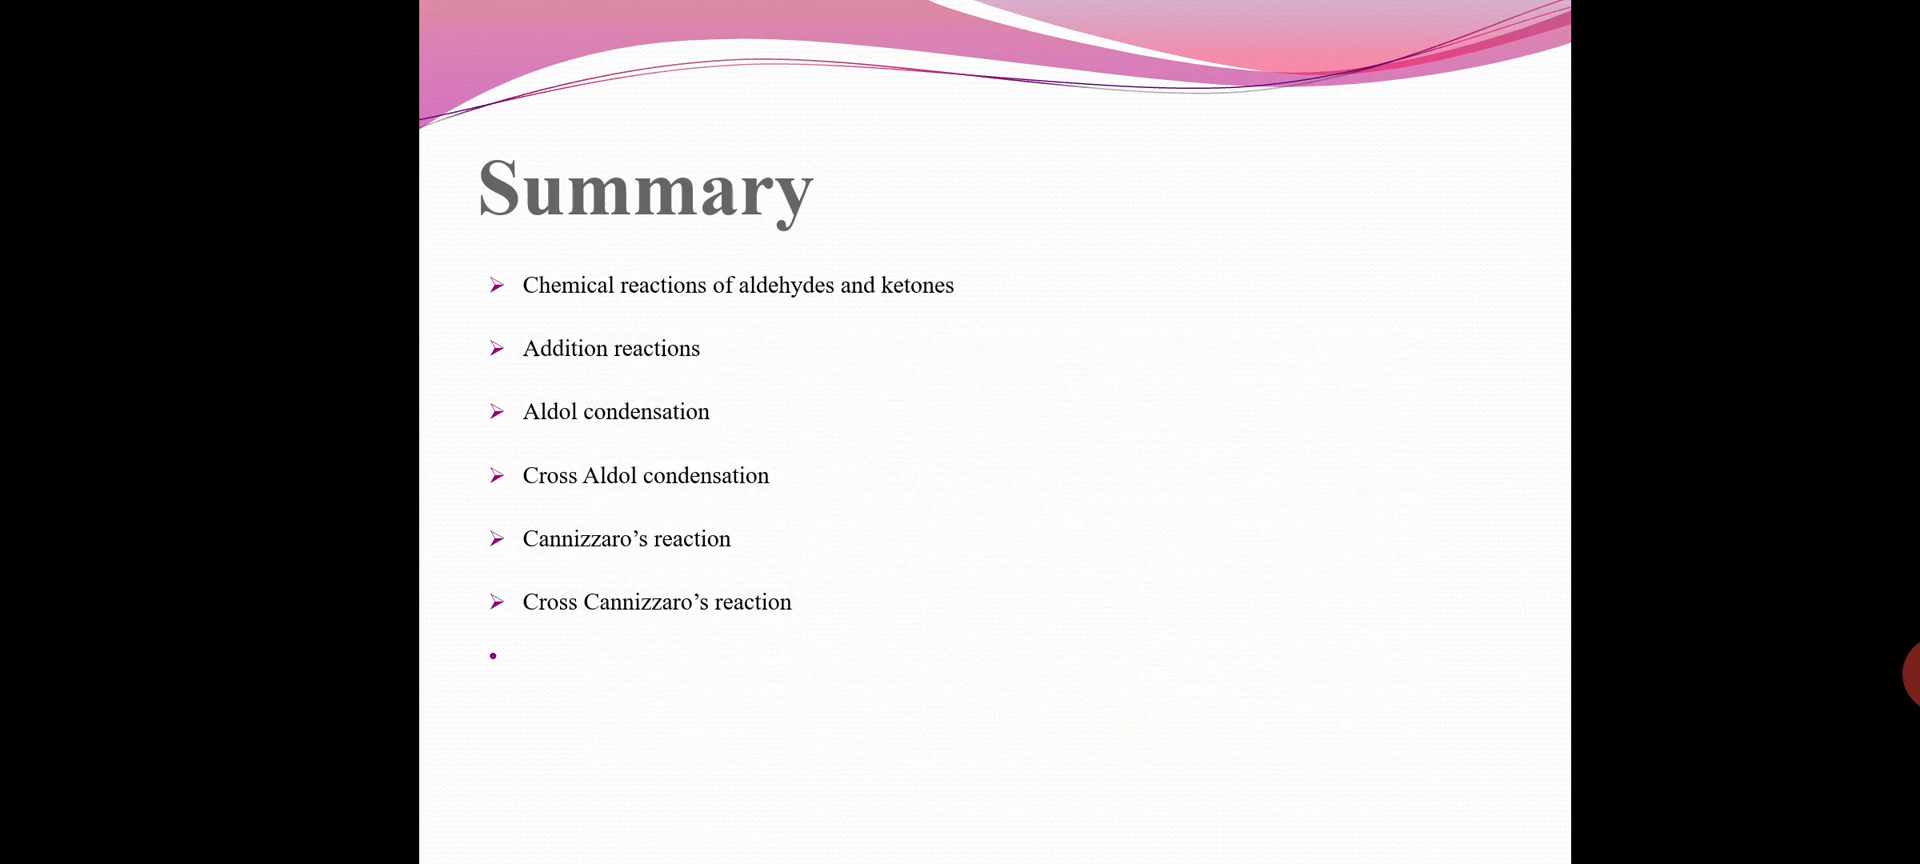 Summary
Chemical reactions of aldehydes and ketones
Addition reactions
Aldol condensation
Cross Aldol condensation
Cannizzaro’s reaction
Cross Cannizzaro’s reaction